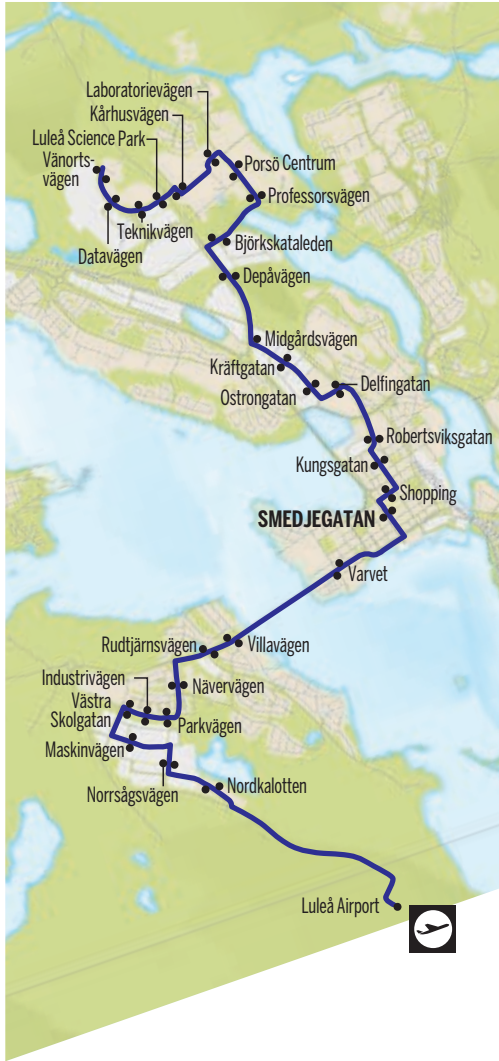 Laboratorievägen
Kårhusvägen
Luleå Science Park
Vänorts-
vägen
Porsö Centrum
Professorsvägen
Teknikvägen
Datavägen
Björkskataleden
Depåvägen
Midgårdsvägen
Kräftgatan
Ostrongatan
Delfingatan
Robertsviksgatan
Kungsgatan
Shopping
SMEDJEGATAN
Varvet
Rudtjärnsvägen
Villavägen
Industrivägen
Nävervägen
Västra
Skolgatan
Parkvägen
Maskinvägen
Norrsågsvägen
Nordkalotten
Luleå Airport